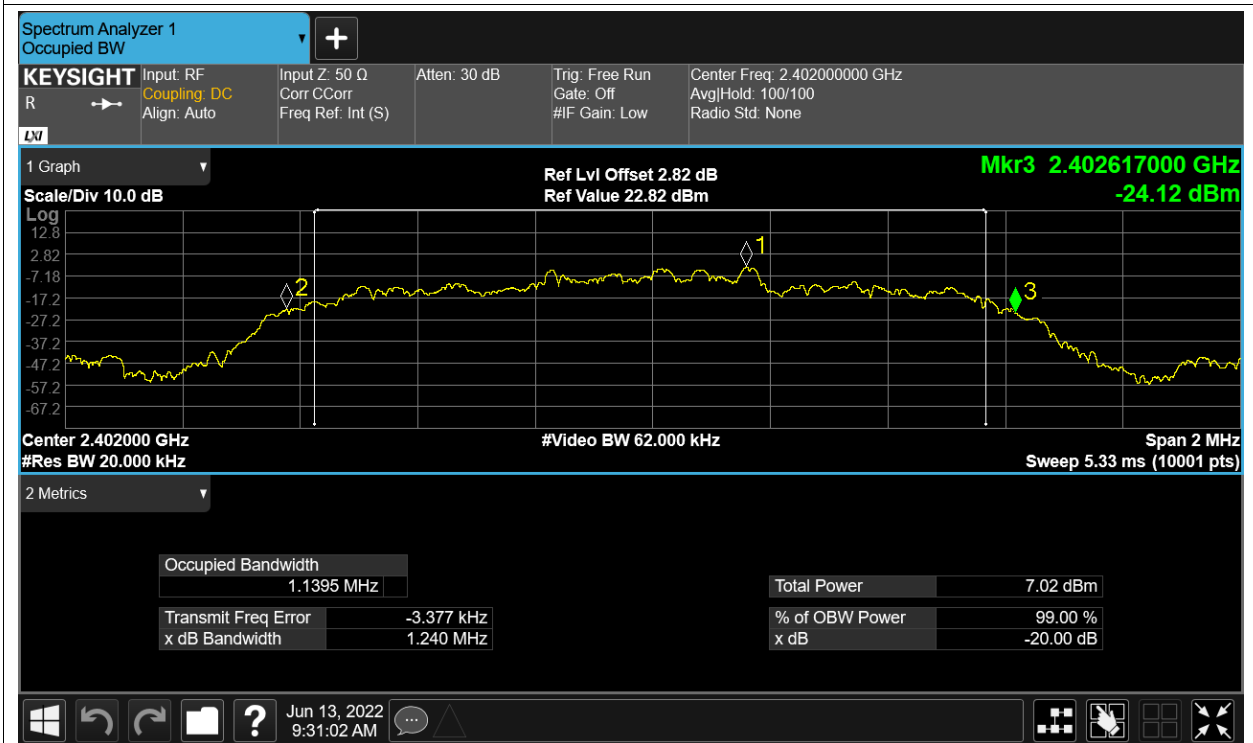 Spectrum Analyzer 1
Occupied BW
KEYSIGHT Input: RF Input Z: 50 Ω Atten: 30 dB Trig: Free Run Center Freq: 2.402000000 GHz
R Coupling: DC Corr CCorr Gate: Off Avg|Hold: 100/100
Align: Auto Freq Ref: Int (S) #IF Gain: Low Radio Std: None
LXI
1 Graph
Ref Lvl Offset 2.82 dB
Mkr3 2.402617000 GHz
Scale/Div 10.0 dB Ref Value 22.82 dBm -24.12 dBm
Log
12.8
2.82
-7.18
-17.2
-27.2
-37.2
-47.2
-57.2
-67.2
1
2
3
Center 2.402000 GHz #Video BW 62.000 kHz Span 2 MHz
#Res BW 20.000 kHz Sweep 5.33 ms (10001 pts)
2 Metrics
Occupied Bandwidth
1.1395 MHz
Total Power 7.02 dBm
Transmit Freq Error -3.377 kHz % of OBW Power 99.00 %
x dB Bandwidth 1.240 MHz x dB -20.00 dB
?
Jun 13, 2022
9:31:02 AM